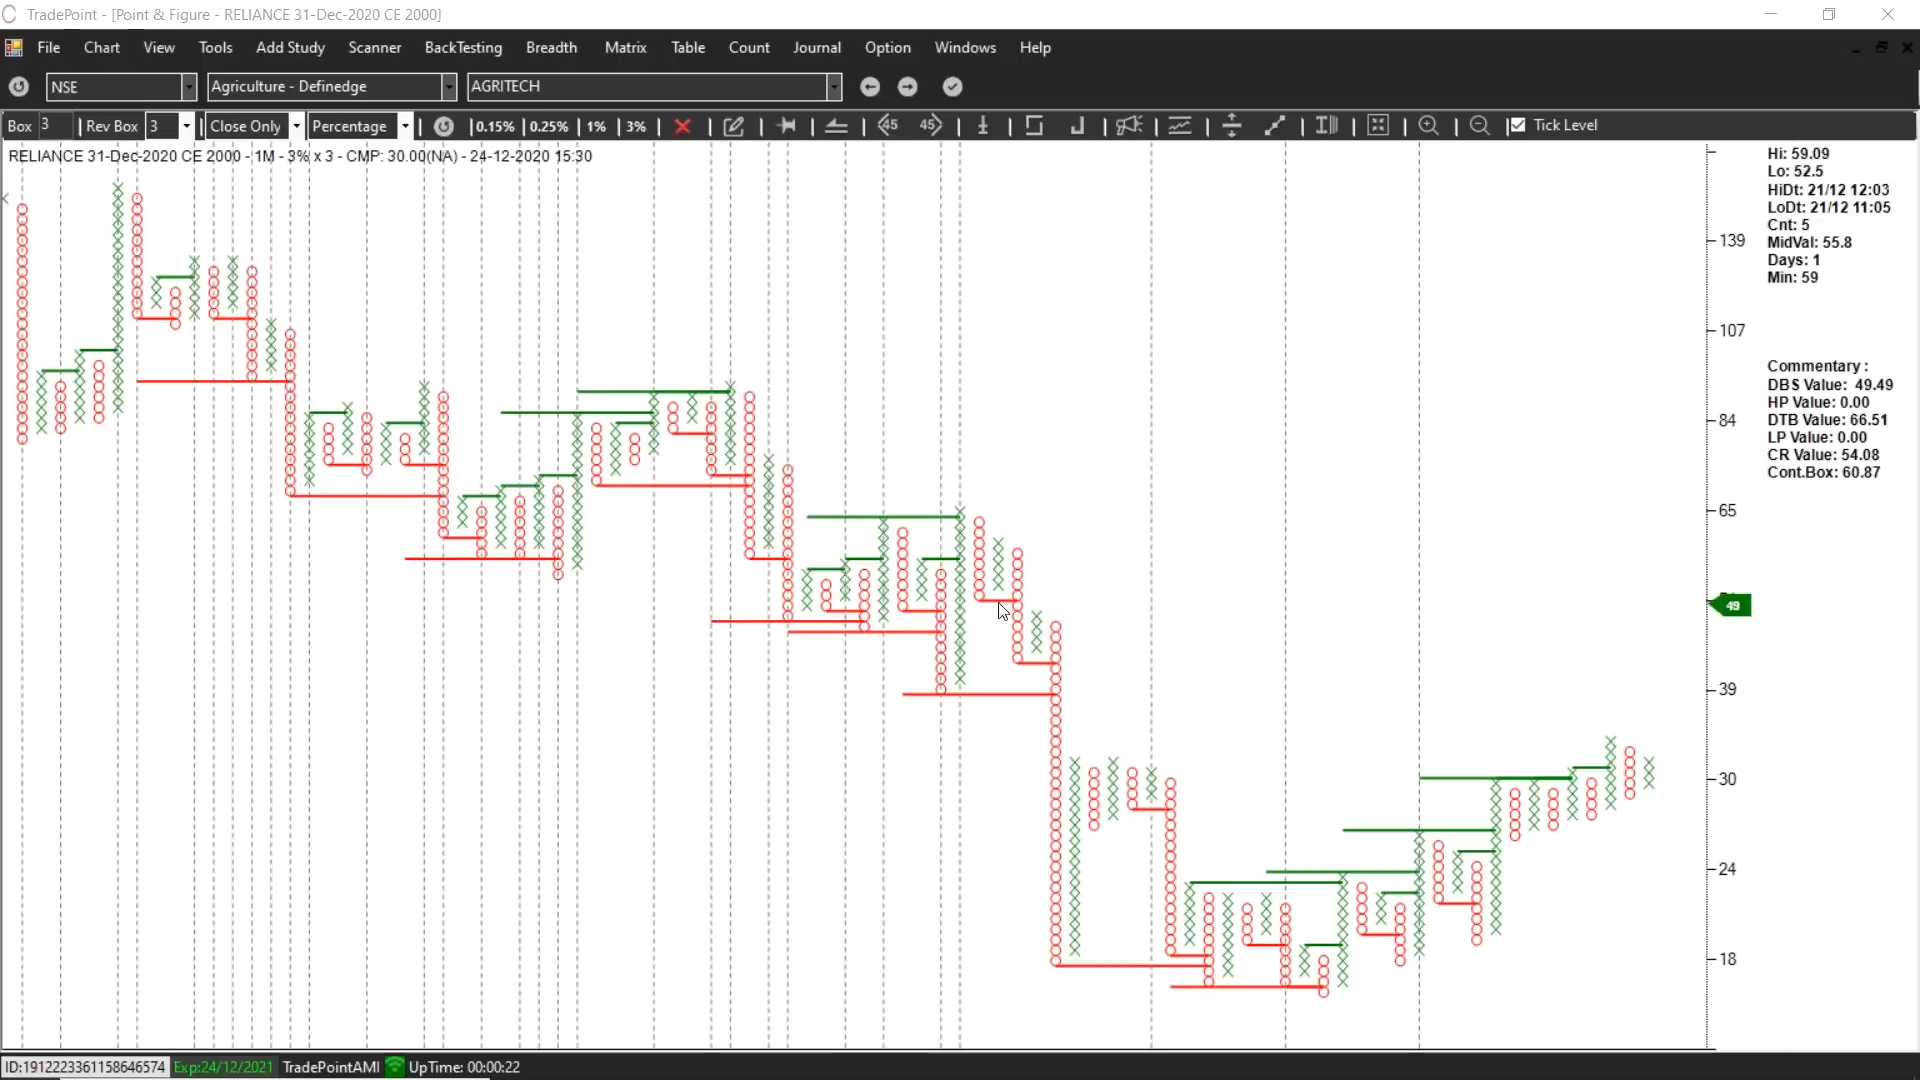 TradePoint - [Point & Figure - RELIANCE 31-Dec-2020 CE 2000]
File Chart View Tools Add Study Scanner BackTesting Breadth Matrix Table Count Journal Option Windows Help
NSE Agriculture - Definedge AGRITECH
Box 3 Rev Box 3 Close Only Percentage 0.15% 0.25% 1% 3% 45 45 Tick Level
RELIANCE 31-Dec-2020 CE 2000 - 1M - 3% x 3 - CMP: 30.00(NA) - 24-12-2020 15:30
Hi: 59.09
Lo: 52.5
HiDt: 21/12 12:03
LoDt: 21/12 11:05
Cnt: 5
MidVal: 55.8
Days: 1
Min: 59
Commentary :
DBS Value: 49.49
HP Value: 0.00
DTB Value: 66.51
LP Value: 0.00
CR Value: 54.08
Cont.Box: 60.87
139
107
84
65
49
39
30
24
18
ID:1912223361158646574 Exp:24/12/2021 TradePointAMI UpTime: 00:00:22